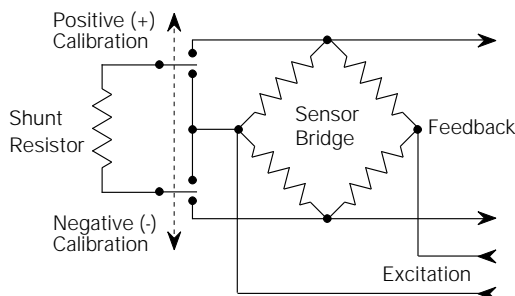 Positive (+)
Calibration
Shunt
Resistor
Sensor
Bridge
Feedback
Negative (-)
Calibration
Excitation